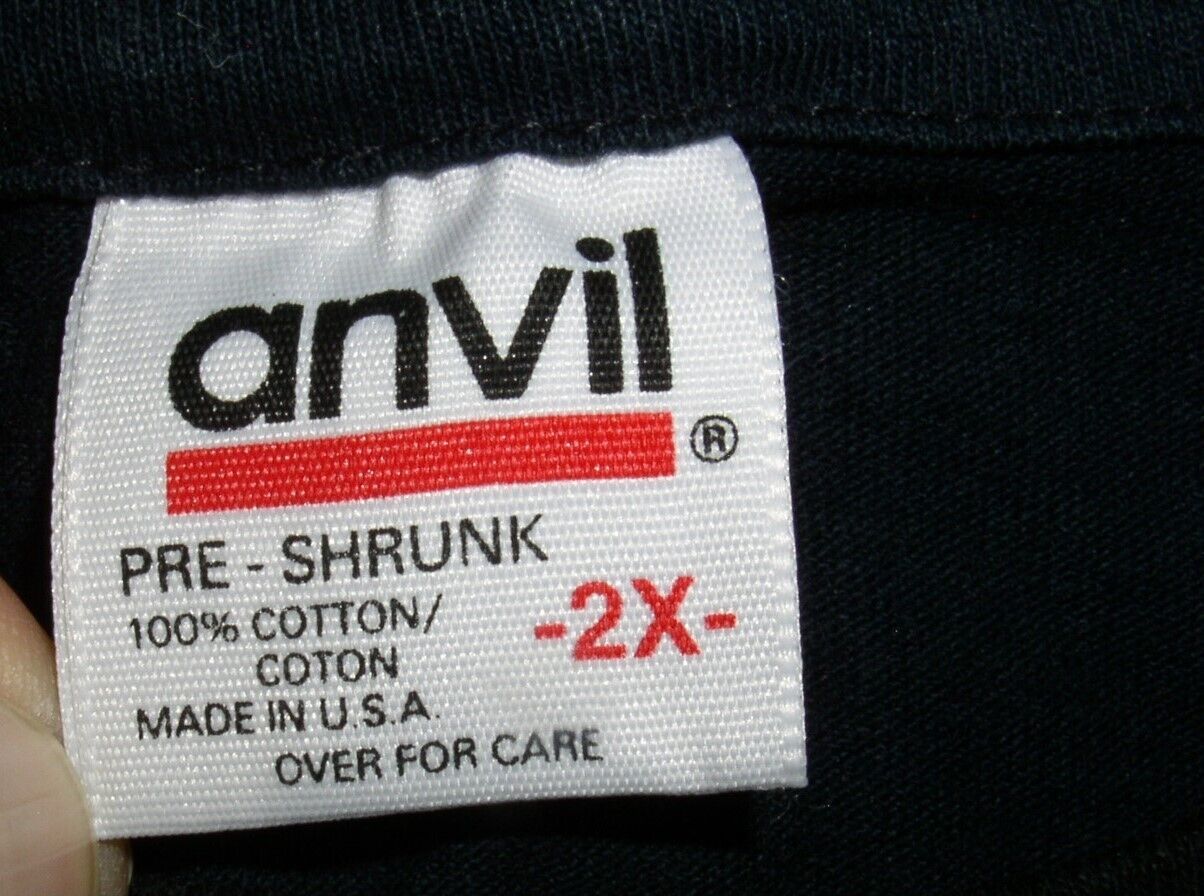 anvil®
PRE - SHRUNK
100% COTTON/ -2X-
COTON
MADE IN U.S.A.
OVER FOR CARE